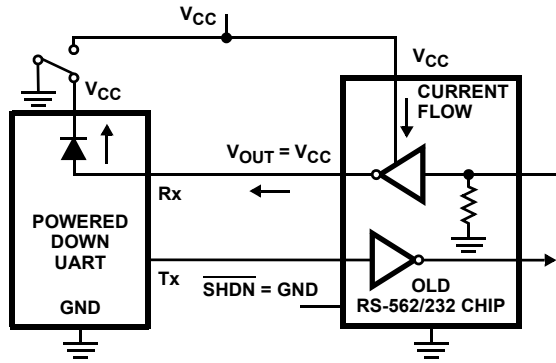 VCC
VCC
VCC
CURRENT
FLOW
VOUT = VCC
Rx
POWERED
DOWN
UART
Tx
SHDN = GND
OLD
RS-562/232 CHIP
GND